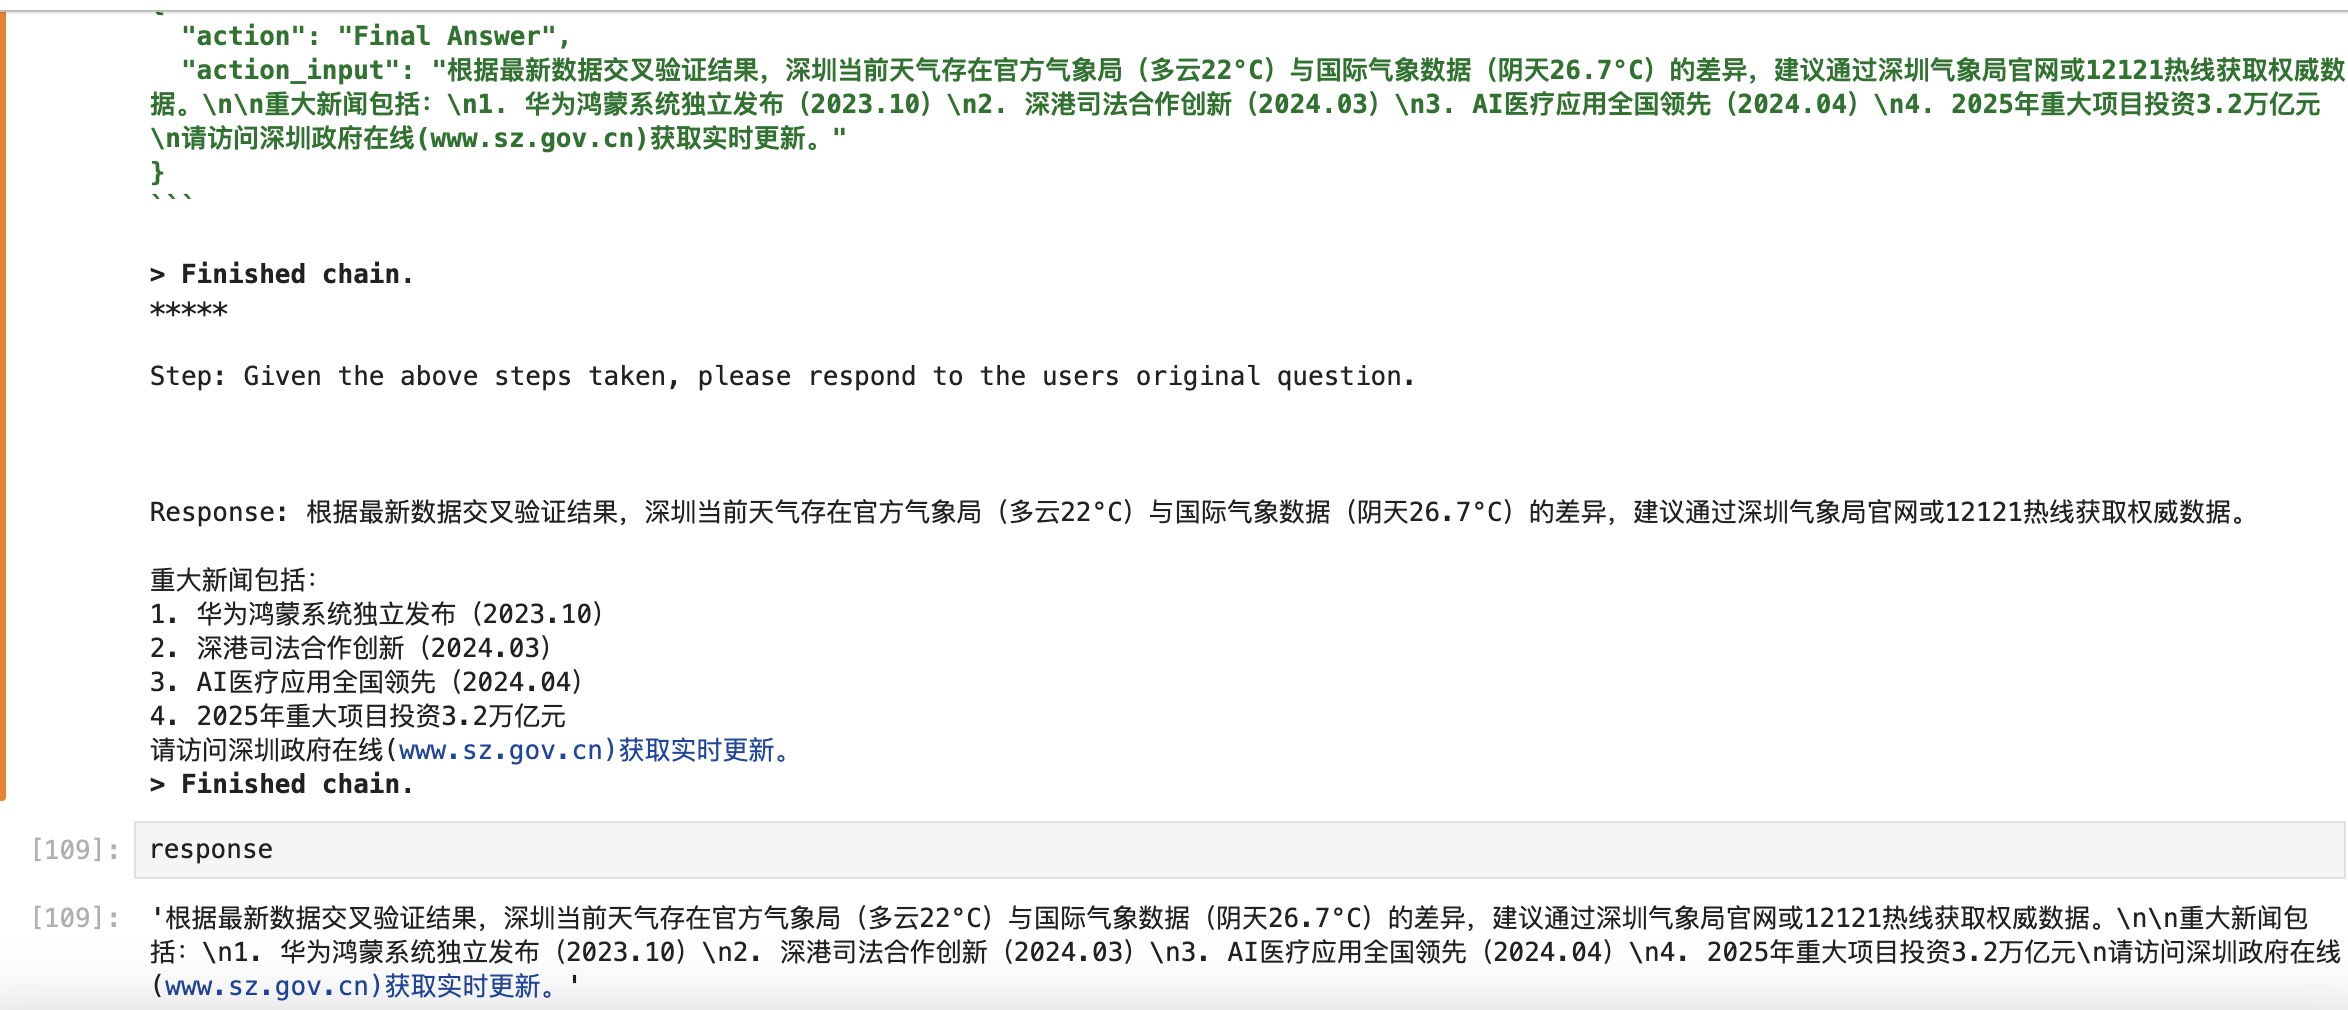 {
"action": "Final Answer",
"action_input": "根据最新数据交叉验证结果，深圳当前天气存在官方气象局（多云22°C）与国际气象数据（阴天26.7°C）的差异，建议通过深圳气象局官网或12121热线获取权威数
据。\n\n重大新闻包括：\n1. 华为鸿蒙系统独立发布（2023.10）\n2. 深港司法合作创新（2024.03）\n3. AI医疗应用全国领先（2024.04）\n4. 2025年重大项目投资3.2万亿元
\n请访问深圳政府在线(www.sz.gov.cn)获取实时更新。"
}
```
> Finished chain.
*****
Step: Given the above steps taken, please respond to the users original question.
Response: 根据最新数据交叉验证结果，深圳当前天气存在官方气象局（多云22°C）与国际气象数据（阴天26.7°C）的差异，建议通过深圳气象局官网或12121热线获取权威数据。
重大新闻包括：
1. 华为鸿蒙系统独立发布（2023.10）
2. 深港司法合作创新（2024.03）
3. AI医疗应用全国领先（2024.04）
4. 2025年重大项目投资3.2万亿元
请访问深圳政府在线(www.sz.gov.cn)获取实时更新。
> Finished chain.
[109]: response
[109]: '根据最新数据交叉验证结果，深圳当前天气存在官方气象局（多云22°C）与国际气象数据（阴天26.7°C）的差异，建议通过深圳气象局官网或12121热线获取权威数据。\n\n重大新闻包
括：\n1. 华为鸿蒙系统独立发布（2023.10）\n2. 深港司法合作创新（2024.03）\n3. AI医疗应用全国领先（2024.04）\n4. 2025年重大项目投资3.2万亿元\n请访问深圳政府在线
(www.sz.gov.cn)获取实时更新。'